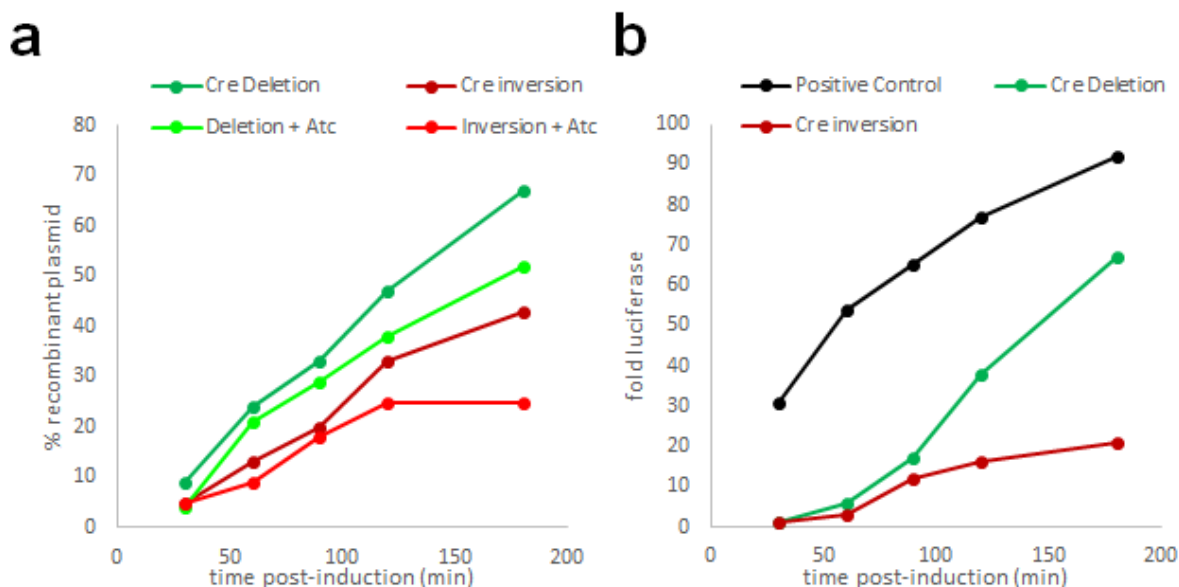 a
Cre Deletion
Cre inversion
Deletion + Atc
Inversion + Atc
80
70
60
50
40
30
20
10
0
% recombinant plasmid
0
50
100
150
200
time post-induction (min)
b
Positive Control
Cre Deletion
Cre inversion
100
90
80
70
60
50
40
30
20
10
0
fold luciferase
0
50
100
150
200
time post-induction (min)